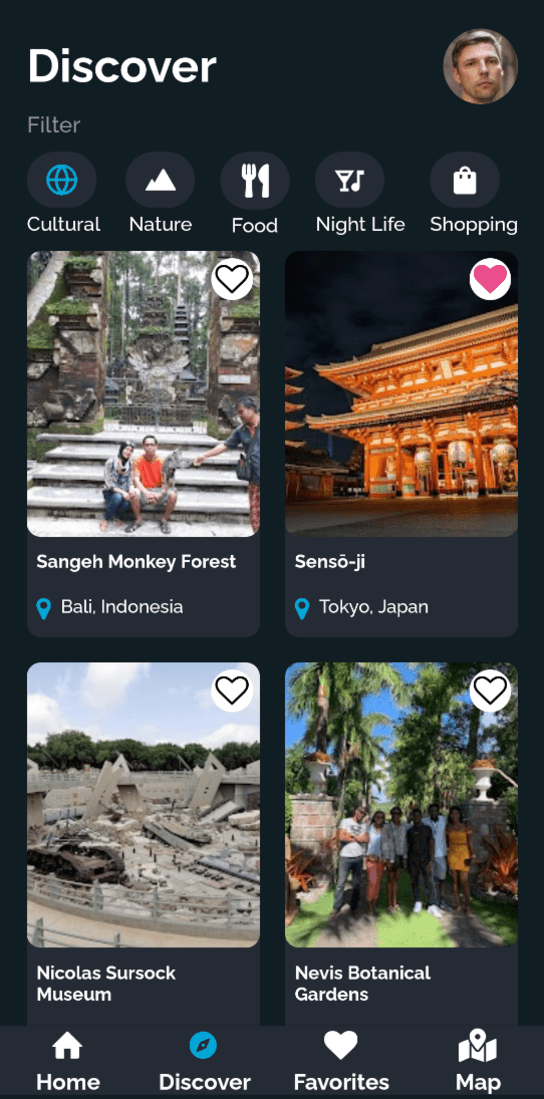 Discover
Filter
Cultural
Nature
Food
Night Life
Shopping
Sangeh Monkey Forest
Bali, Indonesia
Sensō-ji
Tokyo, Japan
Nicolas Sursock
Museum
Nevis Botanical
Gardens
Home
Discover
Favorites
Map